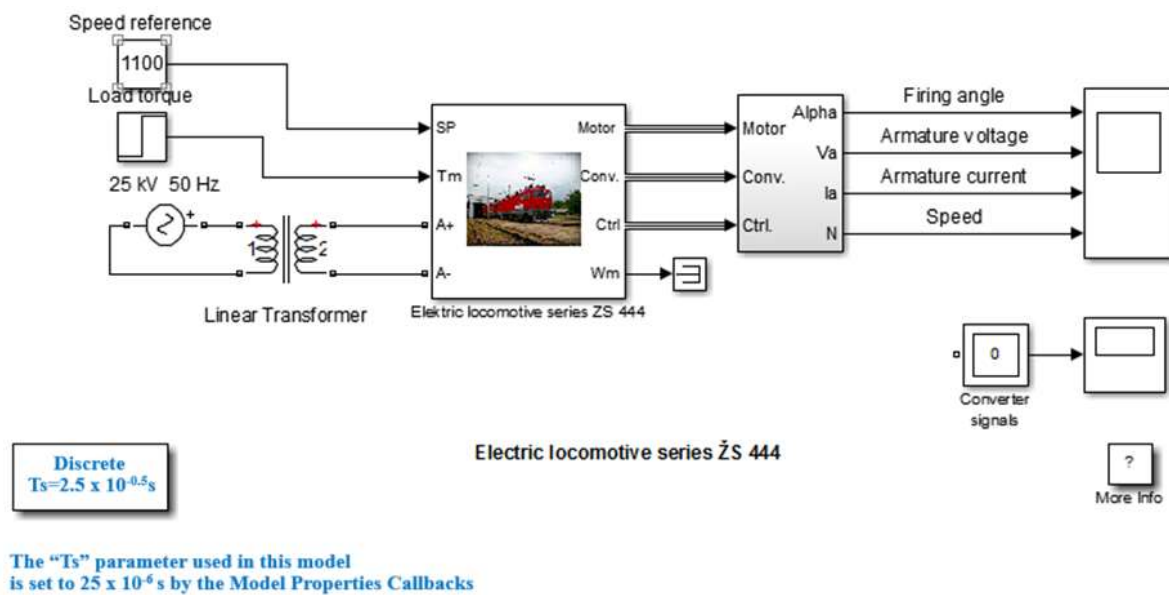 Speed reference
1100
Load torque
25 kV 50 Hz
1
2
Linear Transformer
SP
Tm
A+
A-
Motor
Conv.
Ctrl
Wm
Elektric locomotive series ZS 444
Motor
Conv.
Ctrl.
Alpha
Va
Ia
N
Firing angle
Armature voltage
Armature current
Speed
0
Converter
signals
Electric locomotive series ŽS 444
?
More Info
Discrete
Ts=2.5 x 10⁻⁰·⁵s
The “Ts” parameter used in this model
is set to 25 x 10⁻⁶ s by the Model Properties Callbacks